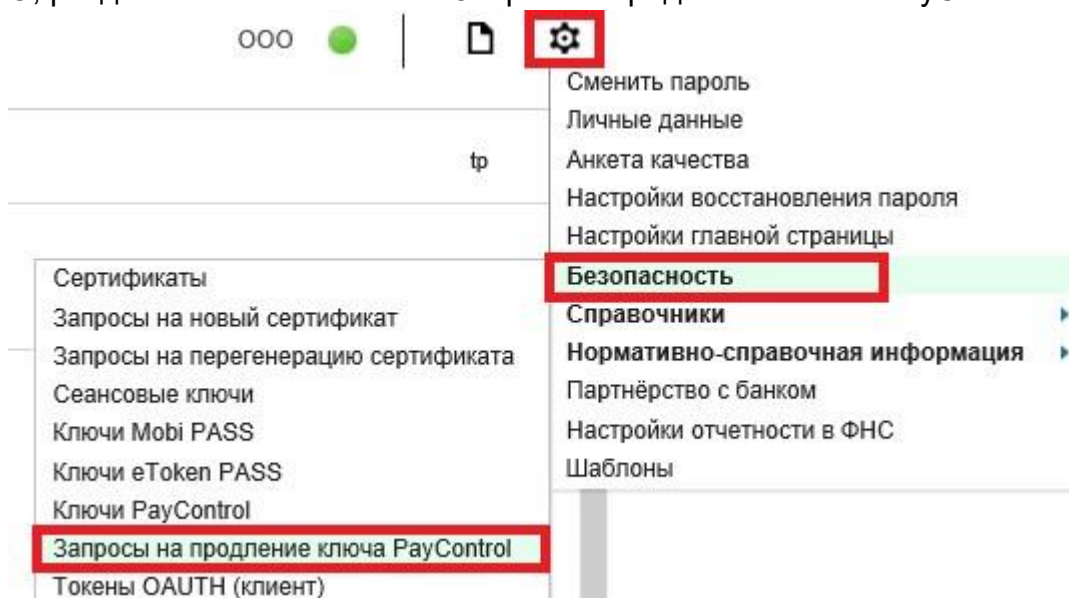 ООО
Сменить пароль
Личные данные
tp
Анкета качества
Настройки восстановления пароля
Настройки главной страницы
Безопасность
Справочники
Нормативно-справочная информация
Партнёрство с банком
Настройки отчетности в ФНС
Шаблоны
Сертификаты
Запросы на новый сертификат
Запросы на перегенерацию сертификата
Сеансовые ключи
Ключи Mobi PASS
Ключи eToken PASS
Ключи PayControl
Запросы на продление ключа PayControl
Токены OAUTH (клиент)